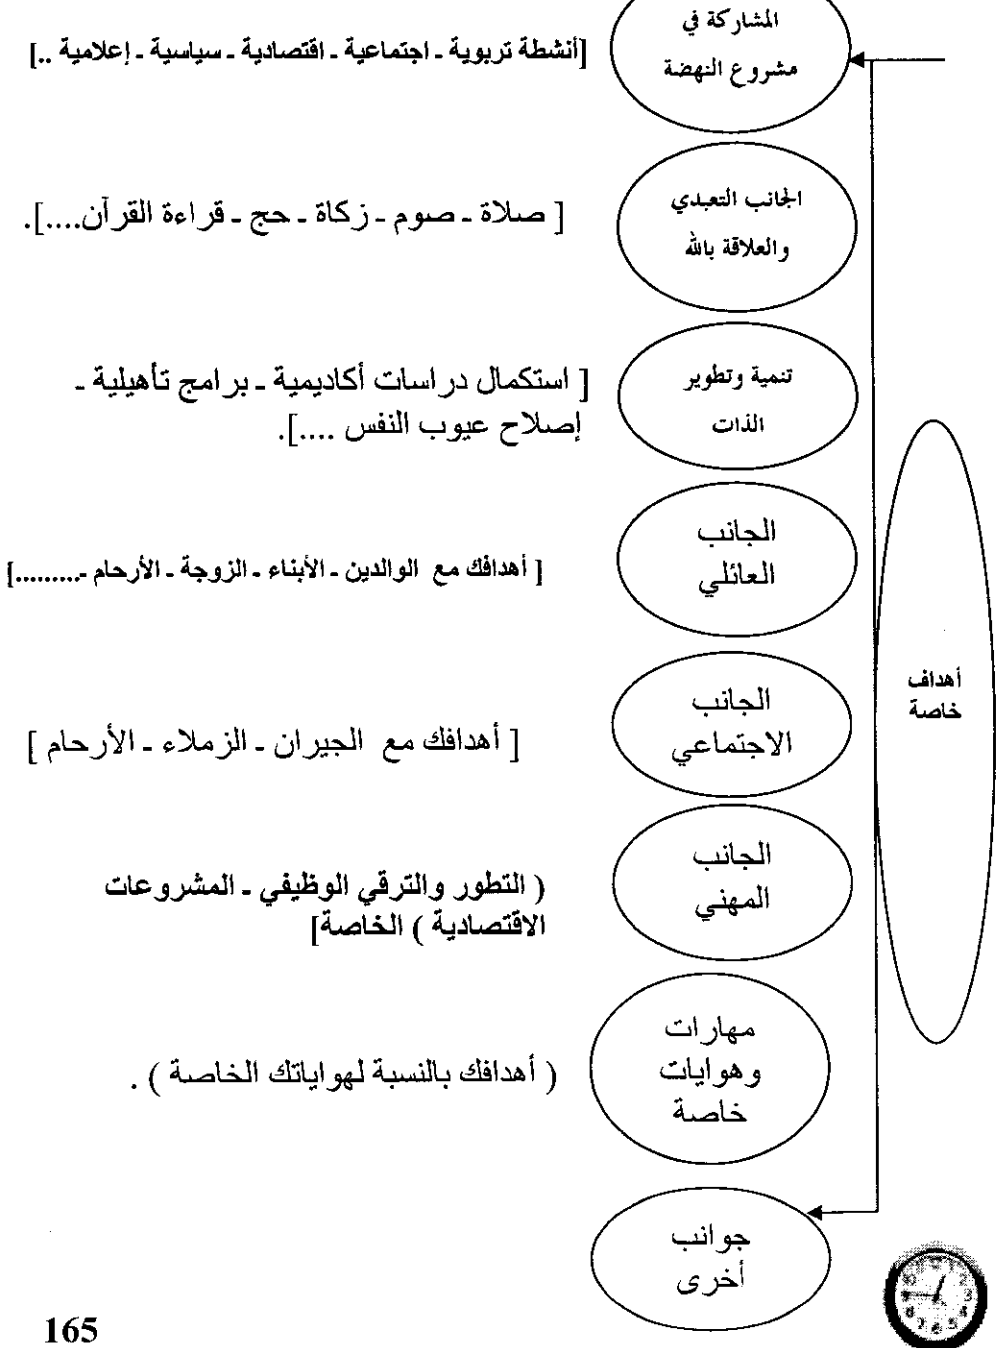 المشاركة في
مشروع النهضة
[أنشطة تربوية ـ اجتماعية ـ اقتصادية ـ سياسية ـ إعلامية ..]
الجانب التعبدي
والعلاقة بالله
[ صلاة ـ صوم ـ زكاة ـ حج ـ قراءة القرآن....].
تنمية وتطوير
الذات
[ استكمال دراسات أكاديمية ـ برامج تأهيلية ـ
إصلاح عيوب النفس ....].
الجانب
العائلي
[ أهدافك مع الوالدين ـ الأبناء ـ الزوجة ـ الأرحام ـ.........]
أهداف
خاصة
الجانب
الاجتماعي
[ أهدافك مع الجيران ـ الزملاء ـ الأرحام ]
الجانب
المهني
( التطور والترقي الوظيفي ـ المشروعات
الاقتصادية ) الخاصة]
مهارات
وهوايات
خاصة
( أهدافك بالنسبة لهواياتك الخاصة ) .
جوانب
أخرى
165